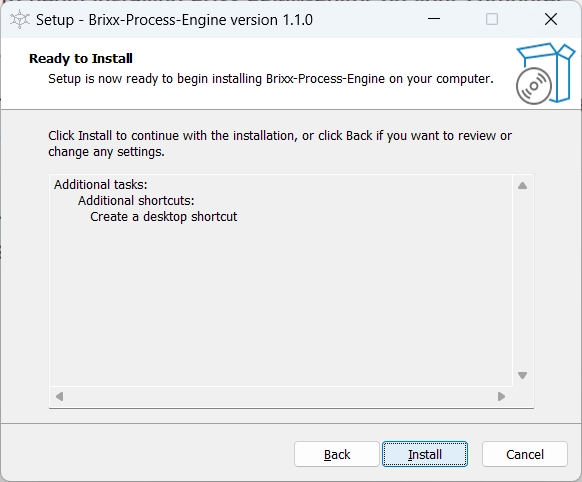 Setup - Brixx-Process-Engine version 1.1.0
Ready to Install
Setup is now ready to begin installing Brixx-Process-Engine on your computer.
Click Install to continue with the installation, or click Back if you want to review or
change any settings.
Additional tasks:
Additional shortcuts:
Create a desktop shortcut
Back
Install
Cancel